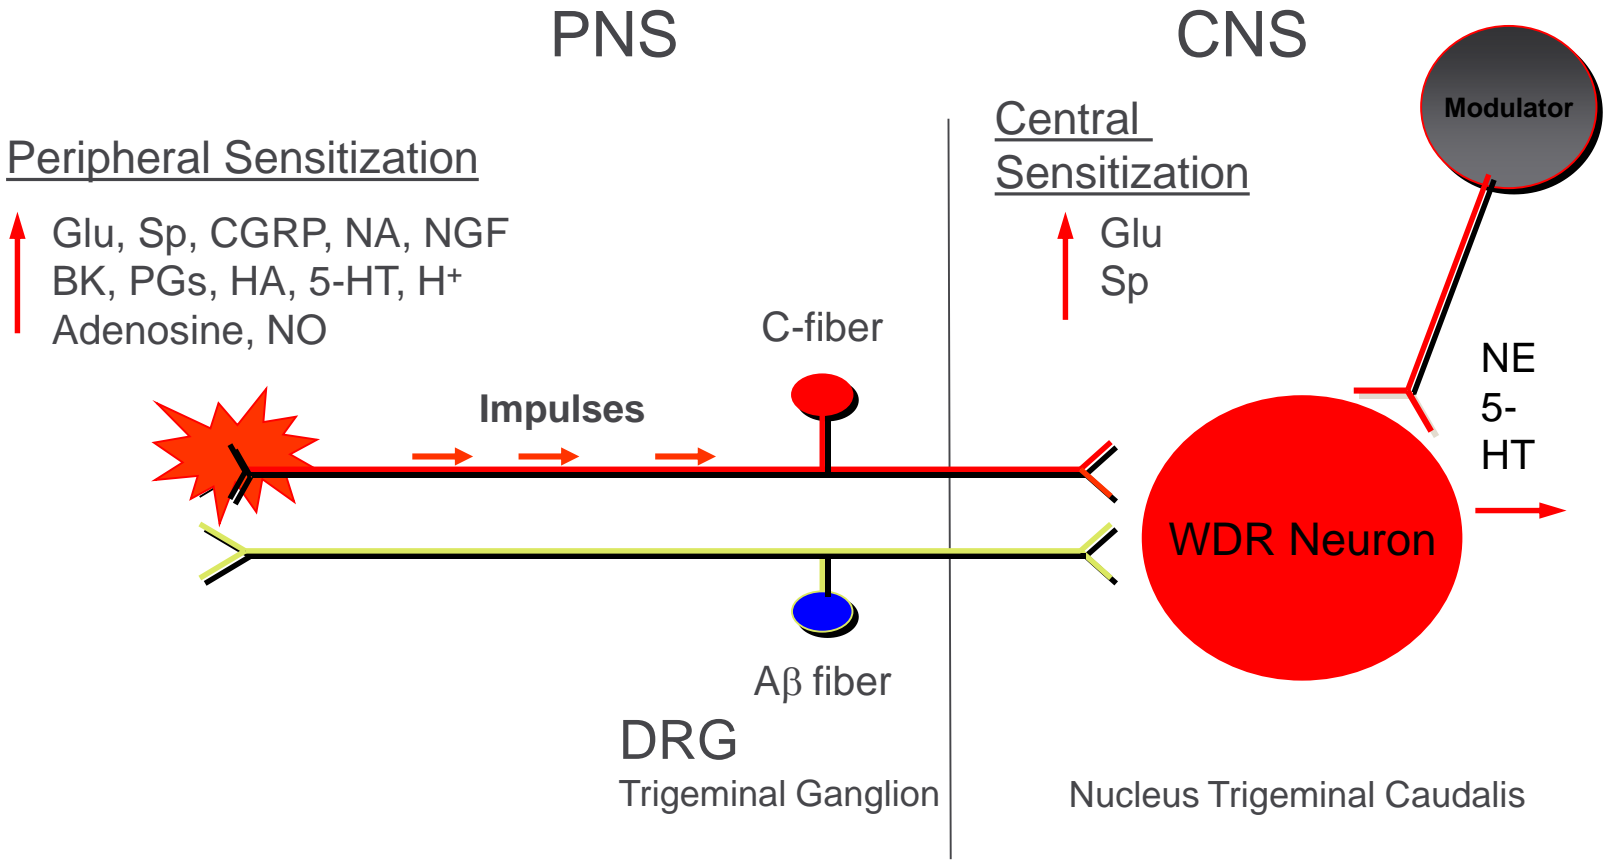 PNS
CNS
Modulator
Central
Sensitization
Peripheral Sensitization
Glu, Sp, CGRP, NA, NGF
BK, PGs, HA, 5-HT, H⁺
Adenosine, NO
Glu
Sp
C-fiber
Impulses
NE
5-
HT
WDR Neuron
Aβ fiber
DRG
Trigeminal Ganglion
Nucleus Trigeminal Caudalis